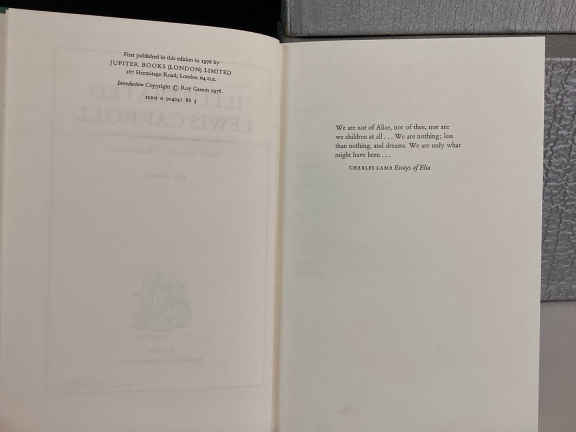 First published in this edition in 1976 by
JUPITER BOOKS (LONDON) LIMITED
167 Hermitage Road, London N4 1LZ.
Introduction Copyright © Roy Gasson 1976.
We are not of Alice, nor of thee, nor are
we children at all . . . We are nothing; less
than nothing, and dreams. We are only what
might have been . . .
CHARLES LAMB Essays of Elia